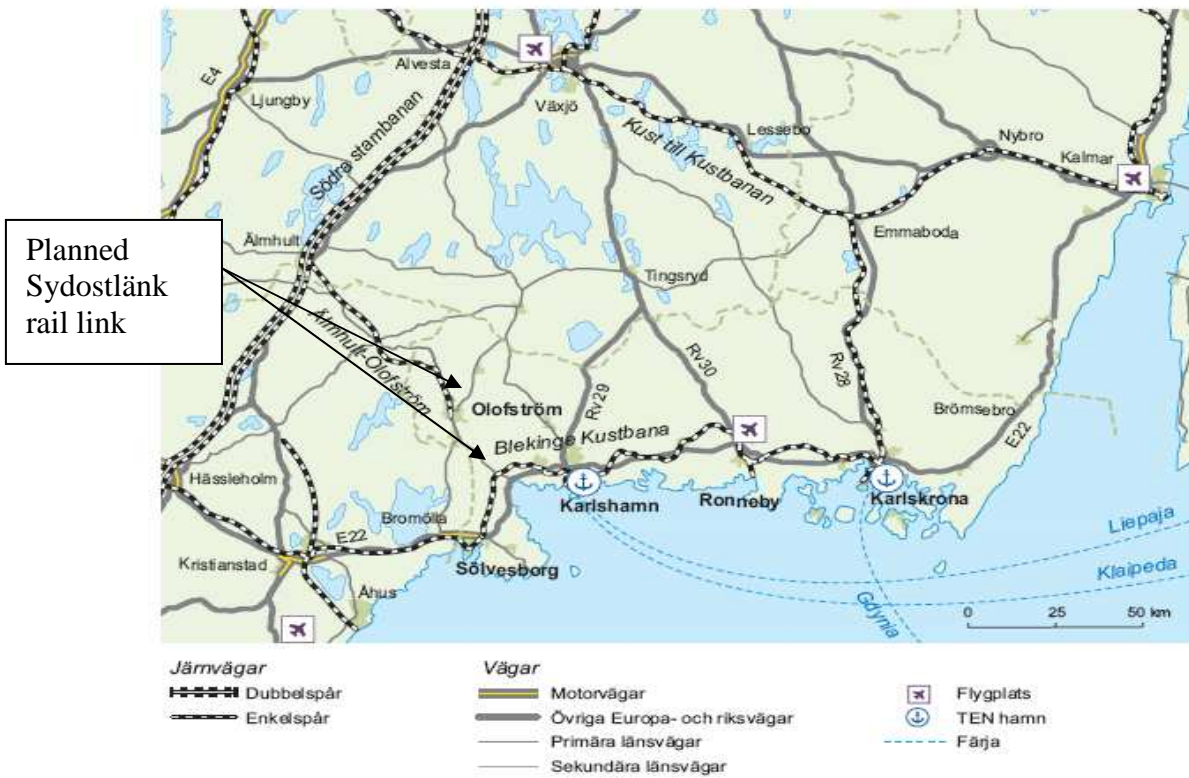 Planned
Sydostlänk
rail link
E4
Ljungby
Alvesta
Växjö
Södra stambanan
Kust till Kustbanan
Lessebo
Nybro
Kalmar
Älmhult
Emmaboda
Tingsryd
Älmhult-Olofström
Olofström
Rv29
Rv30
Rv28
Brömsebro
E22
Blekinge Kustbana
Hässleholm
Karlshamn
Ronneby
Karlskrona
Bromölla
E22
Kristianstad
Sölvesborg
Åhus
Liepaja
Klaipeda
Gdynia
0 25 50 km
Järnvägar
Dubbelspår
Enkelspår
Vägar
Motorvägar
Övriga Europa- och riksvägar
Primära länsvägar
Sekundära länsvägar
Flygplats
TEN hamn
Färja